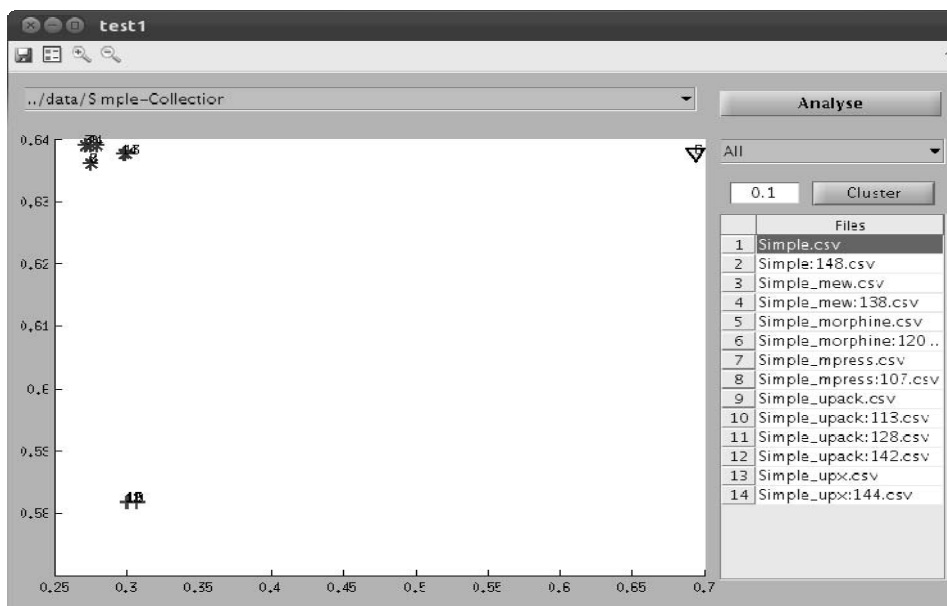 test1
../data/Simple-Collection
Analyse
All
0.1
Cluster
Files
1 Simple.csv
2 Simple:148.csv
3 Simple_mew.csv
4 Simple_mew:138.csv
5 Simple_morphine.csv
6 Simple_morphine:120 ..
7 Simple_mpress.csv
8 Simple_mpress:107.csv
9 Simple_upack.csv
10 Simple_upack:113.csv
11 Simple_upack:128.csv
12 Simple_upack:142.csv
13 Simple_upx.csv
14 Simple_upx:144.csv
0.64
0.63
0.62
0.61
0.6
0.59
0.58
0.25 0.3 0.35 0.4 0.45 0.5 0.55 0.6 0.65 0.7